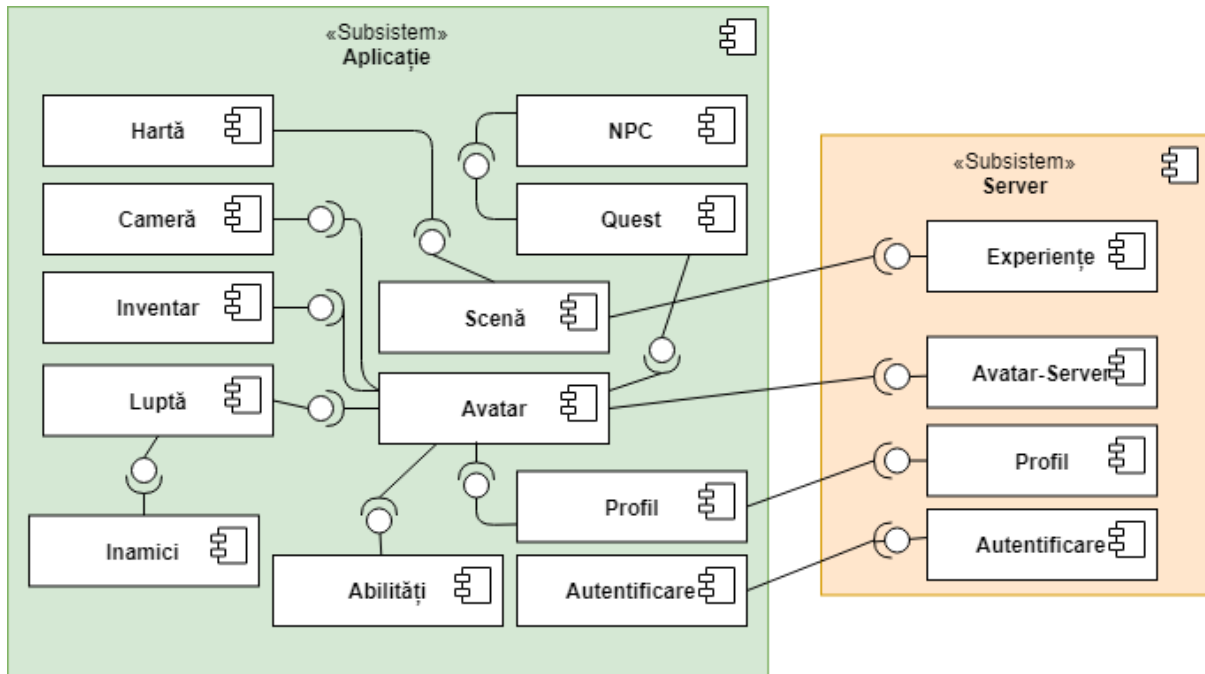 «Subsistem»
Aplicație
Hartă
NPC
Cameră
Quest
Inventar
Scenă
Luptă
Avatar
Profil
Inamici
Abilități
Autentificare
«Subsistem»
Server
Experiențe
Avatar-Server
Profil
Autentificare